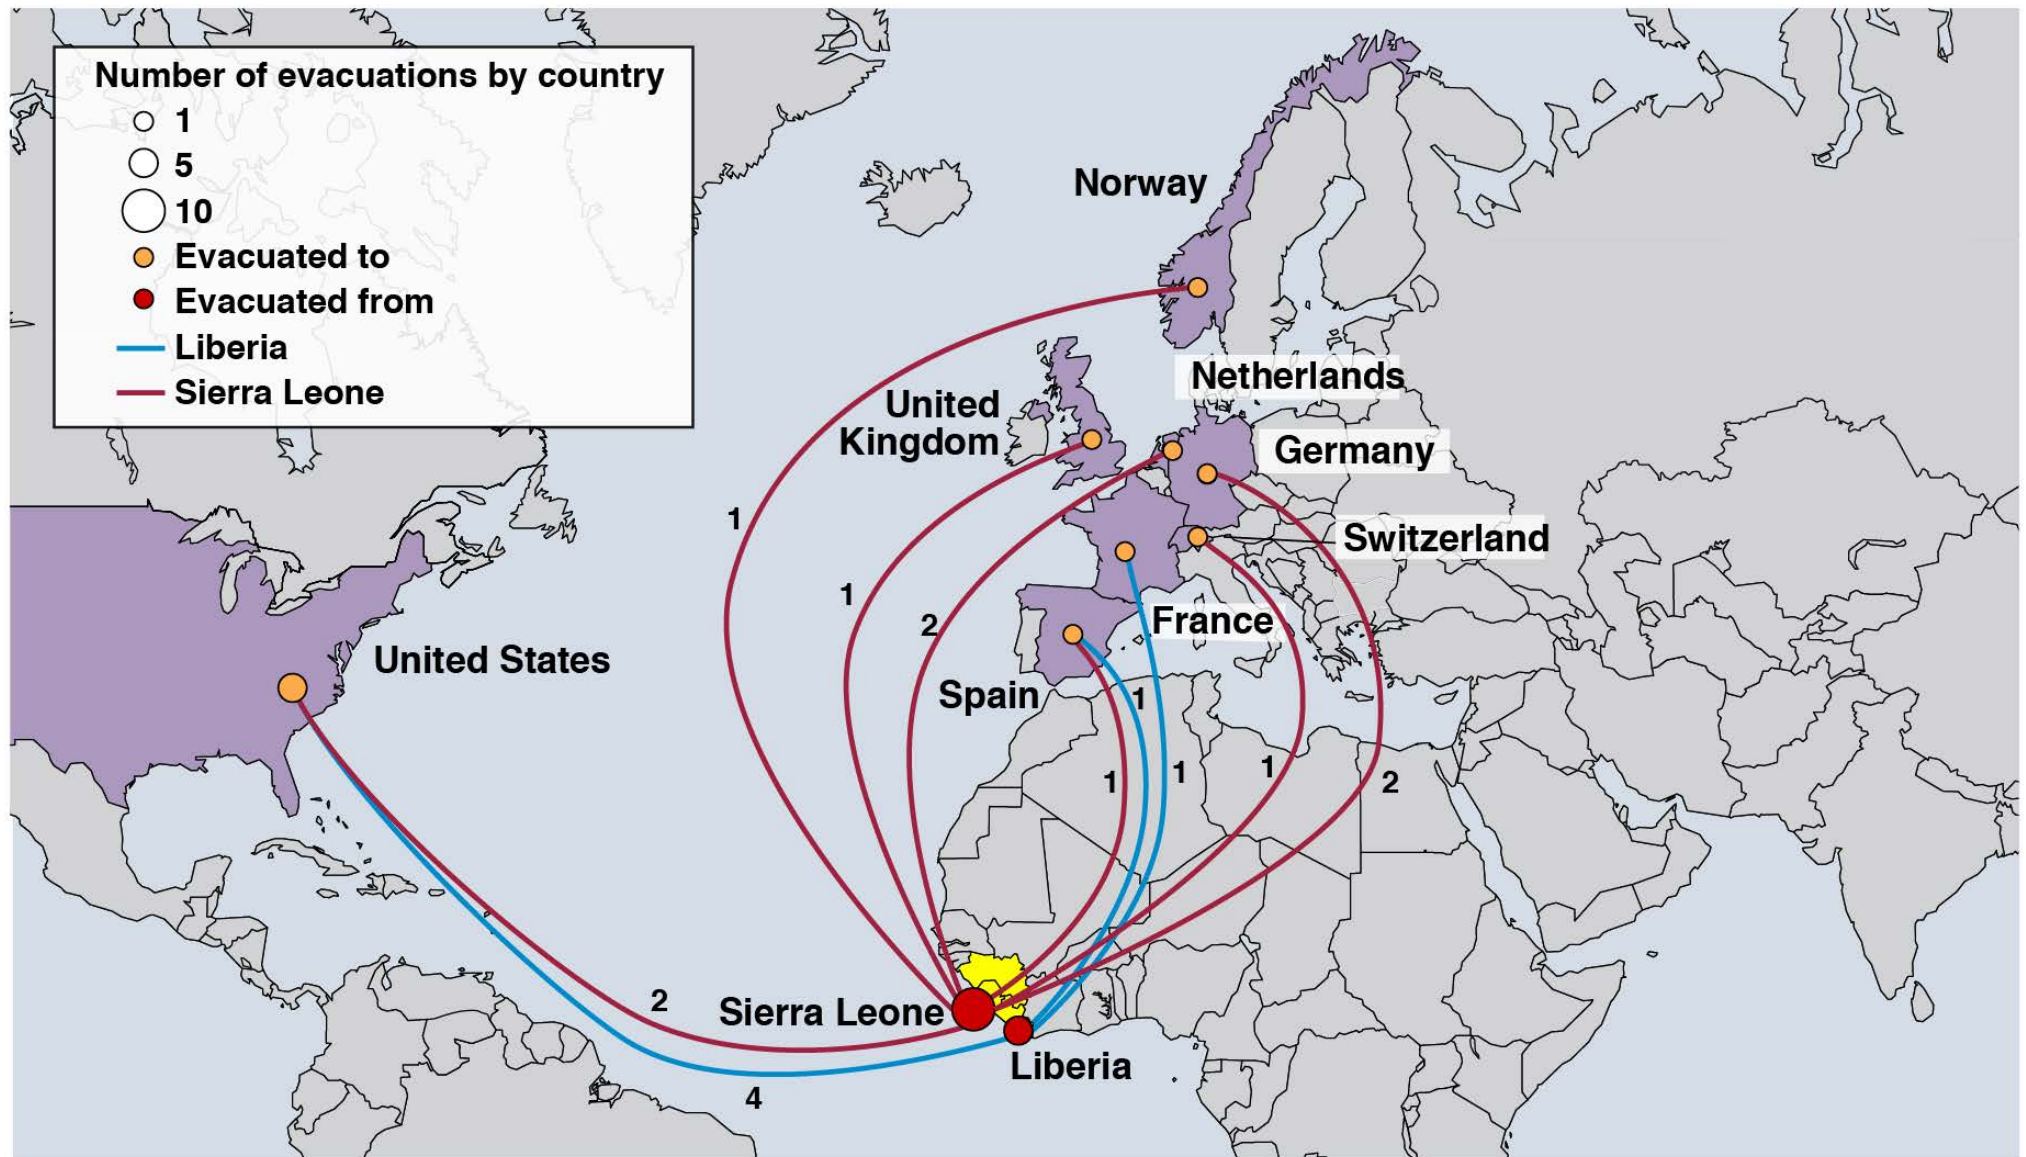 Number of evacuations by country
1
5
10
Evacuated to
Evacuated from
Liberia
Sierra Leone
Norway
Netherlands
United
Kingdom
Germany
1
Switzerland
1
2
France
United States
Spain
1
1
1
1
2
2
Sierra Leone
Liberia
4